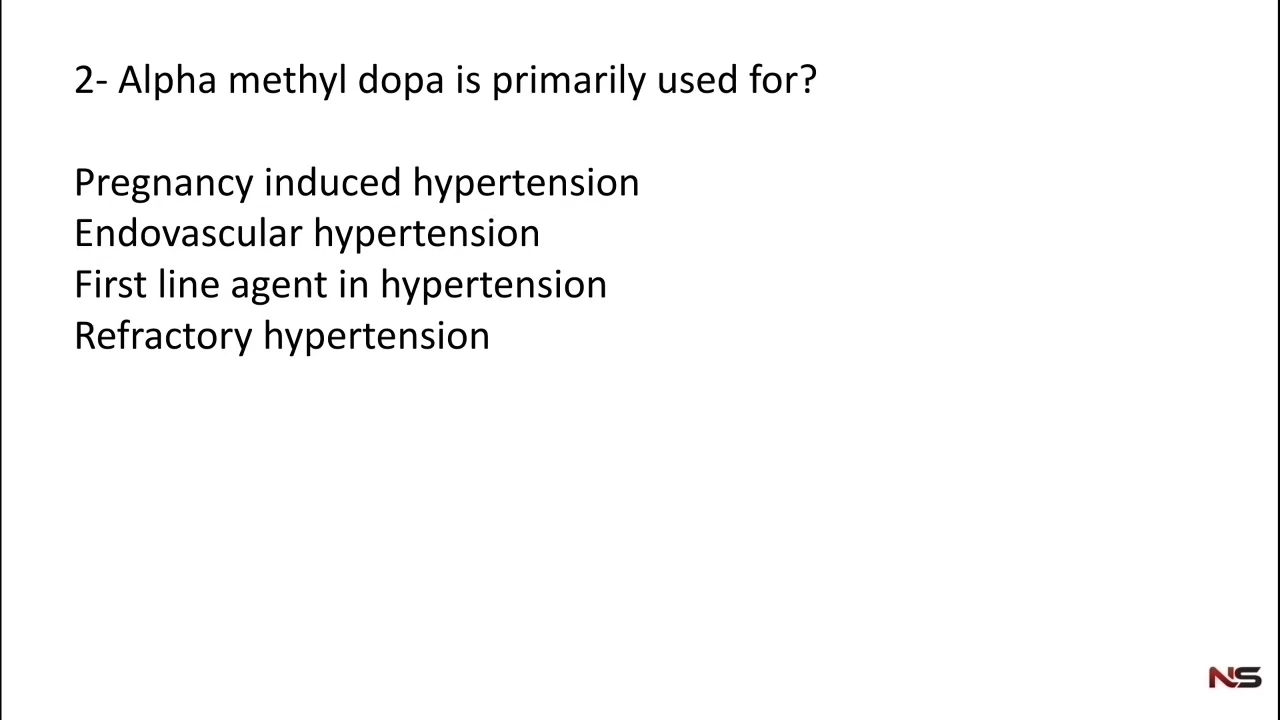 2- Alpha methyl dopa is primarily used for?
Pregnancy induced hypertension
Endovascular hypertension
First line agent in hypertension
Refractory hypertension
NS